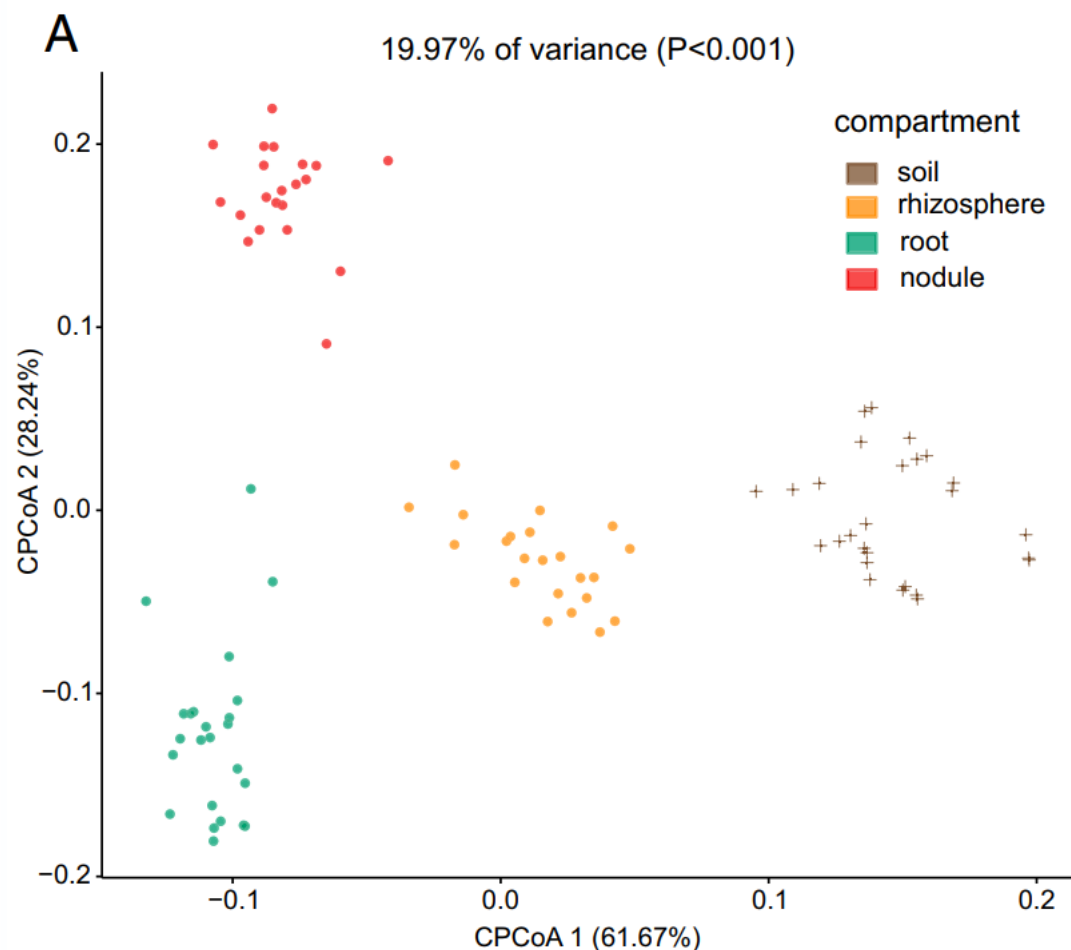 A
19.97% of variance (P<0.001)
compartment
soil
rhizosphere
root
nodule
CPCoA 2 (28.24%)
0.2
0.1
0.0
−0.1
−0.2
−0.1
0.0
0.1
0.2
CPCoA 1 (61.67%)